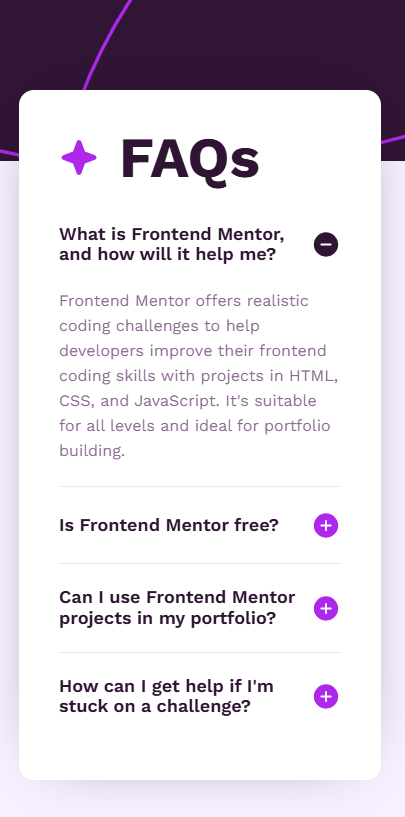 FAQs
What is Frontend Mentor,
and how will it help me?
Frontend Mentor offers realistic
coding challenges to help
developers improve their frontend
coding skills with projects in HTML,
CSS, and JavaScript. It's suitable
for all levels and ideal for portfolio
building.
Is Frontend Mentor free?
Can I use Frontend Mentor
projects in my portfolio?
How can I get help if I'm
stuck on a challenge?